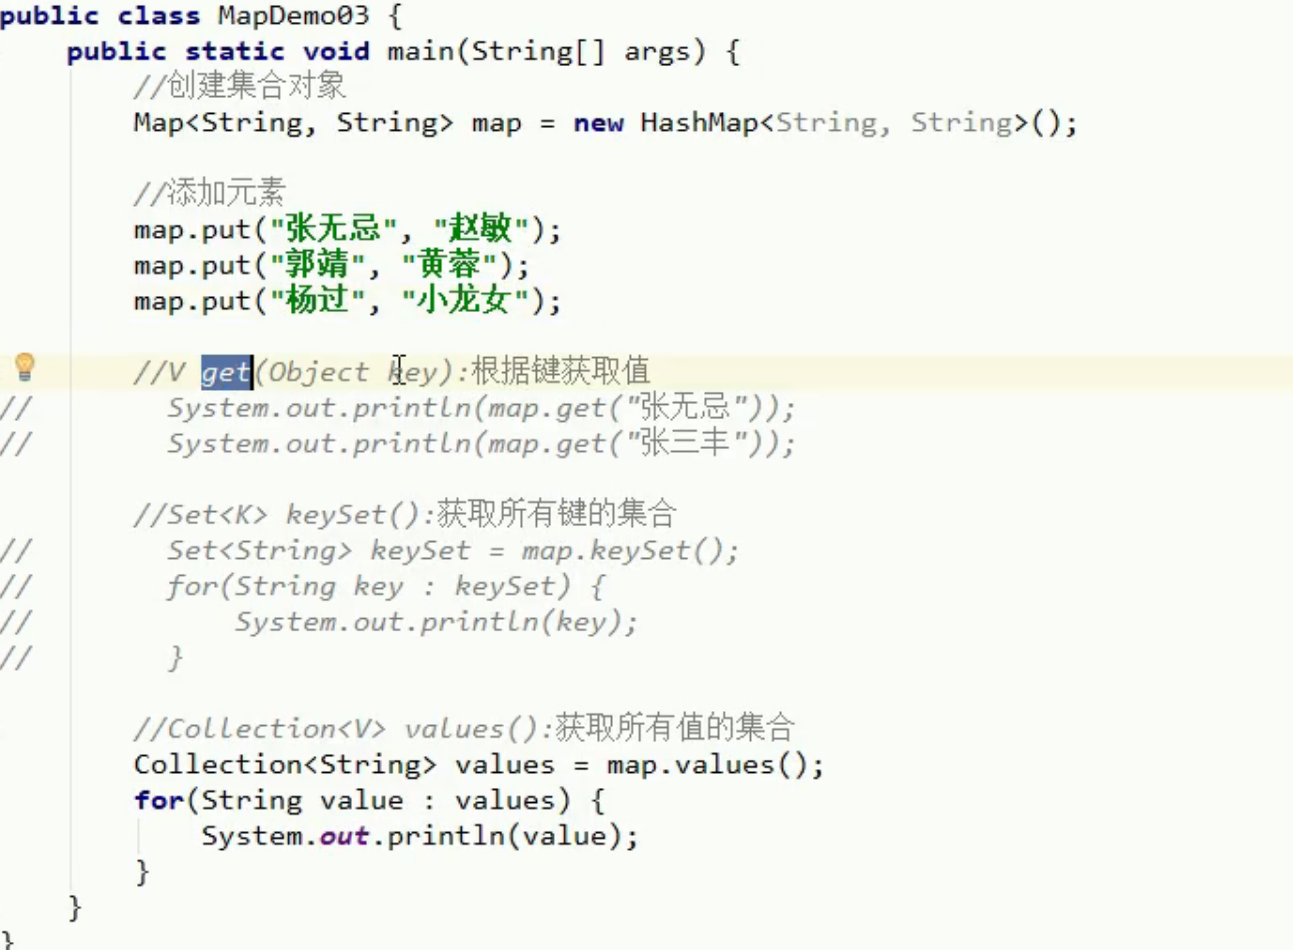 public class MapDemo03 {
public static void main(String[] args) {
//创建集合对象
Map<String, String> map = new HashMap<String, String>();
//添加元素
map.put("张无忌", "赵敏");
map.put("郭靖", "黄蓉");
map.put("杨过", "小龙女");
//V get(Object key):根据键获取值
// System.out.println(map.get("张无忌"));
// System.out.println(map.get("张三丰"));
//Set<K> keySet():获取所有键的集合
// Set<String> keySet = map.keySet();
// for(String key : keySet) {
// System.out.println(key);
// }
//Collection<V> values():获取所有值的集合
Collection<String> values = map.values();
for(String value : values) {
System.out.println(value);
}
}
}